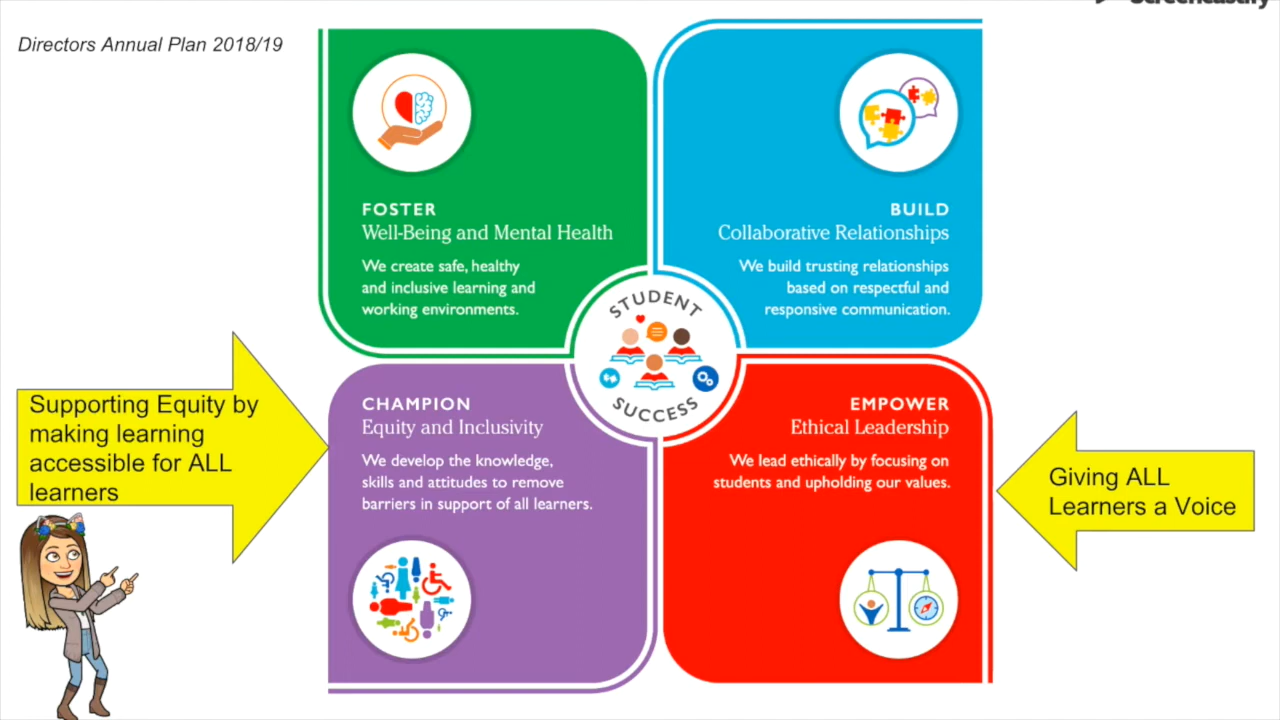 Screencastify
Directors Annual Plan 2018/19
FOSTER
Well-Being and Mental Health
We create safe, healthy
and inclusive learning and
working environments.
BUILD
Collaborative Relationships
We build trusting relationships
based on respectful and
responsive communication.
STUDENT
SUCCESS
Supporting Equity by
making learning
accessible for ALL
learners
CHAMPION
Equity and Inclusivity
We develop the knowledge,
skills and attitudes to remove
barriers in support of all learners.
EMPOWER
Ethical Leadership
We lead ethically by focusing on
students and upholding our values.
Giving ALL
Learners a Voice